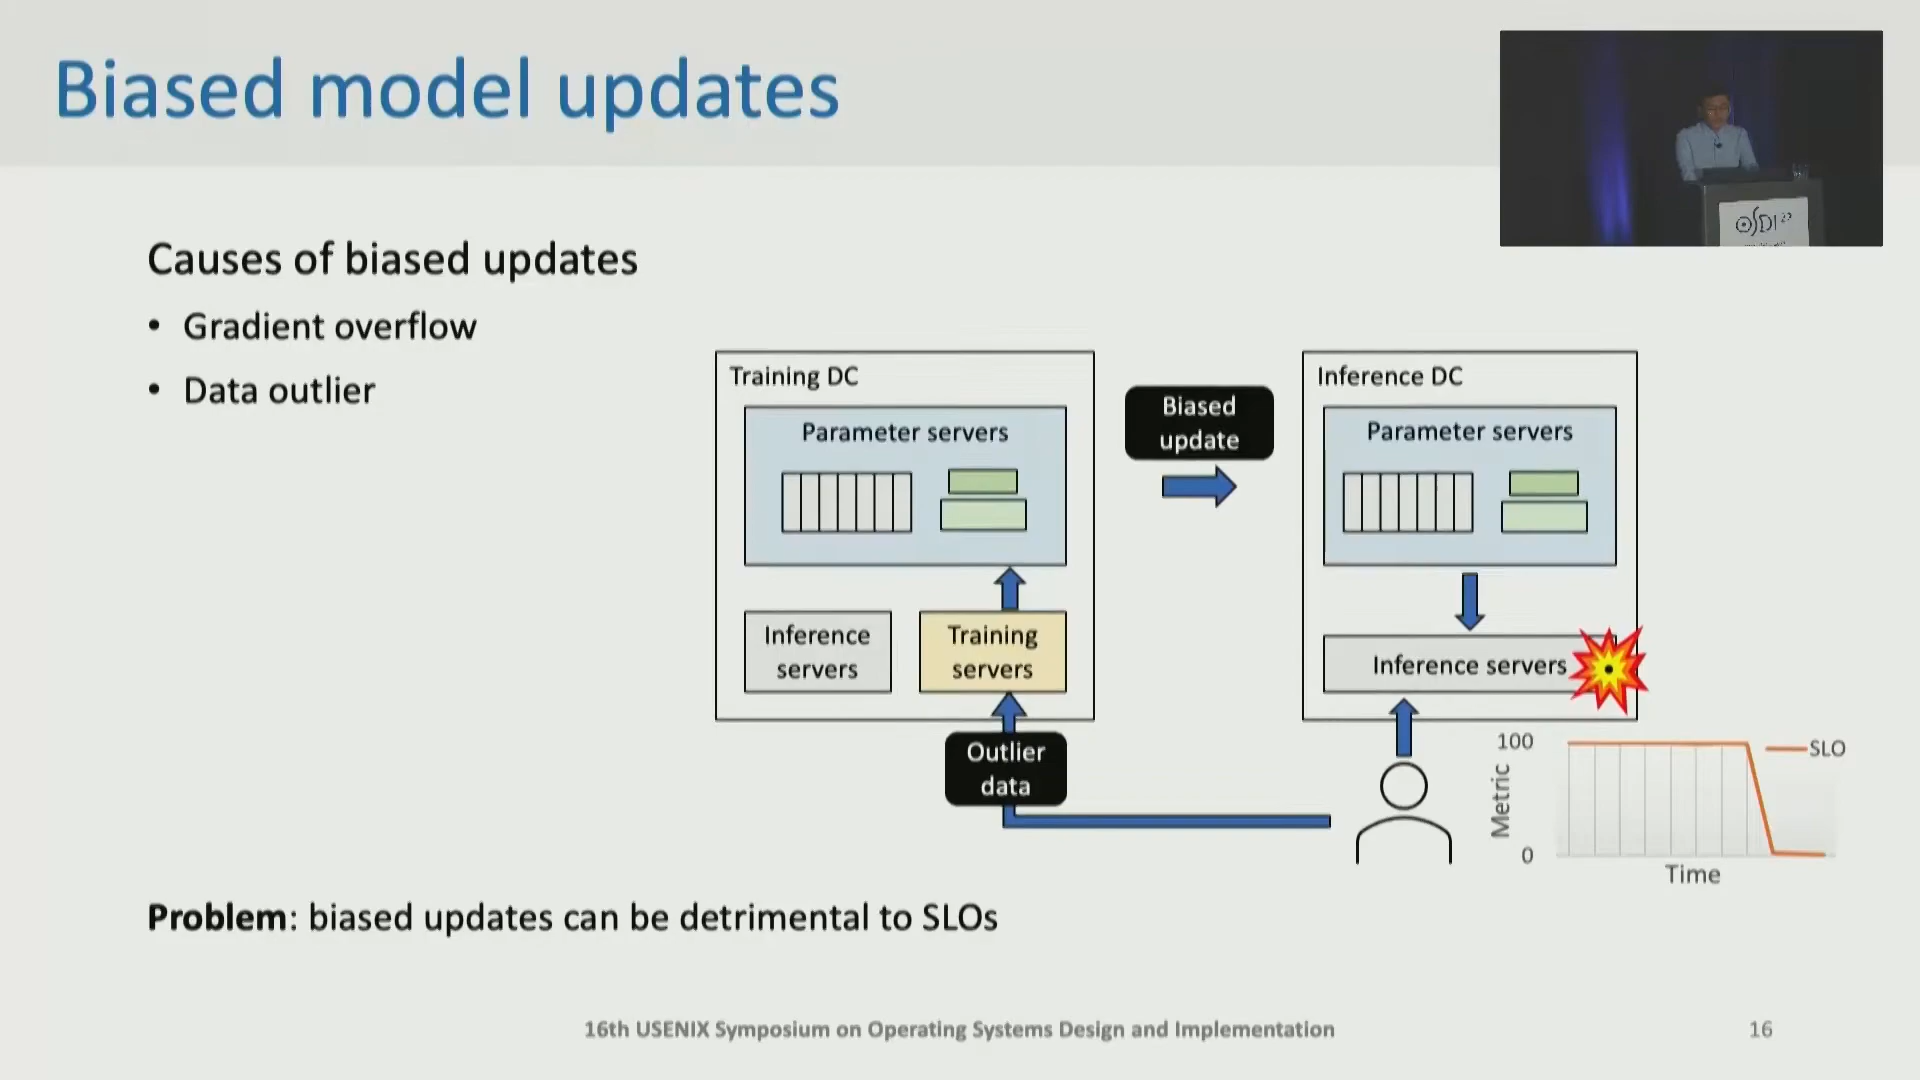 Biased model updates
Causes of biased updates
• Gradient overflow
• Data outlier
Training DC
Parameter servers
Inference
servers
Training
servers
Outlier
data
Biased
update
Inference DC
Parameter servers
Inference servers
100
Metric
0
Time
SLO
Problem: biased updates can be detrimental to SLOs
16th USENIX Symposium on Operating Systems Design and Implementation
16
OSDI